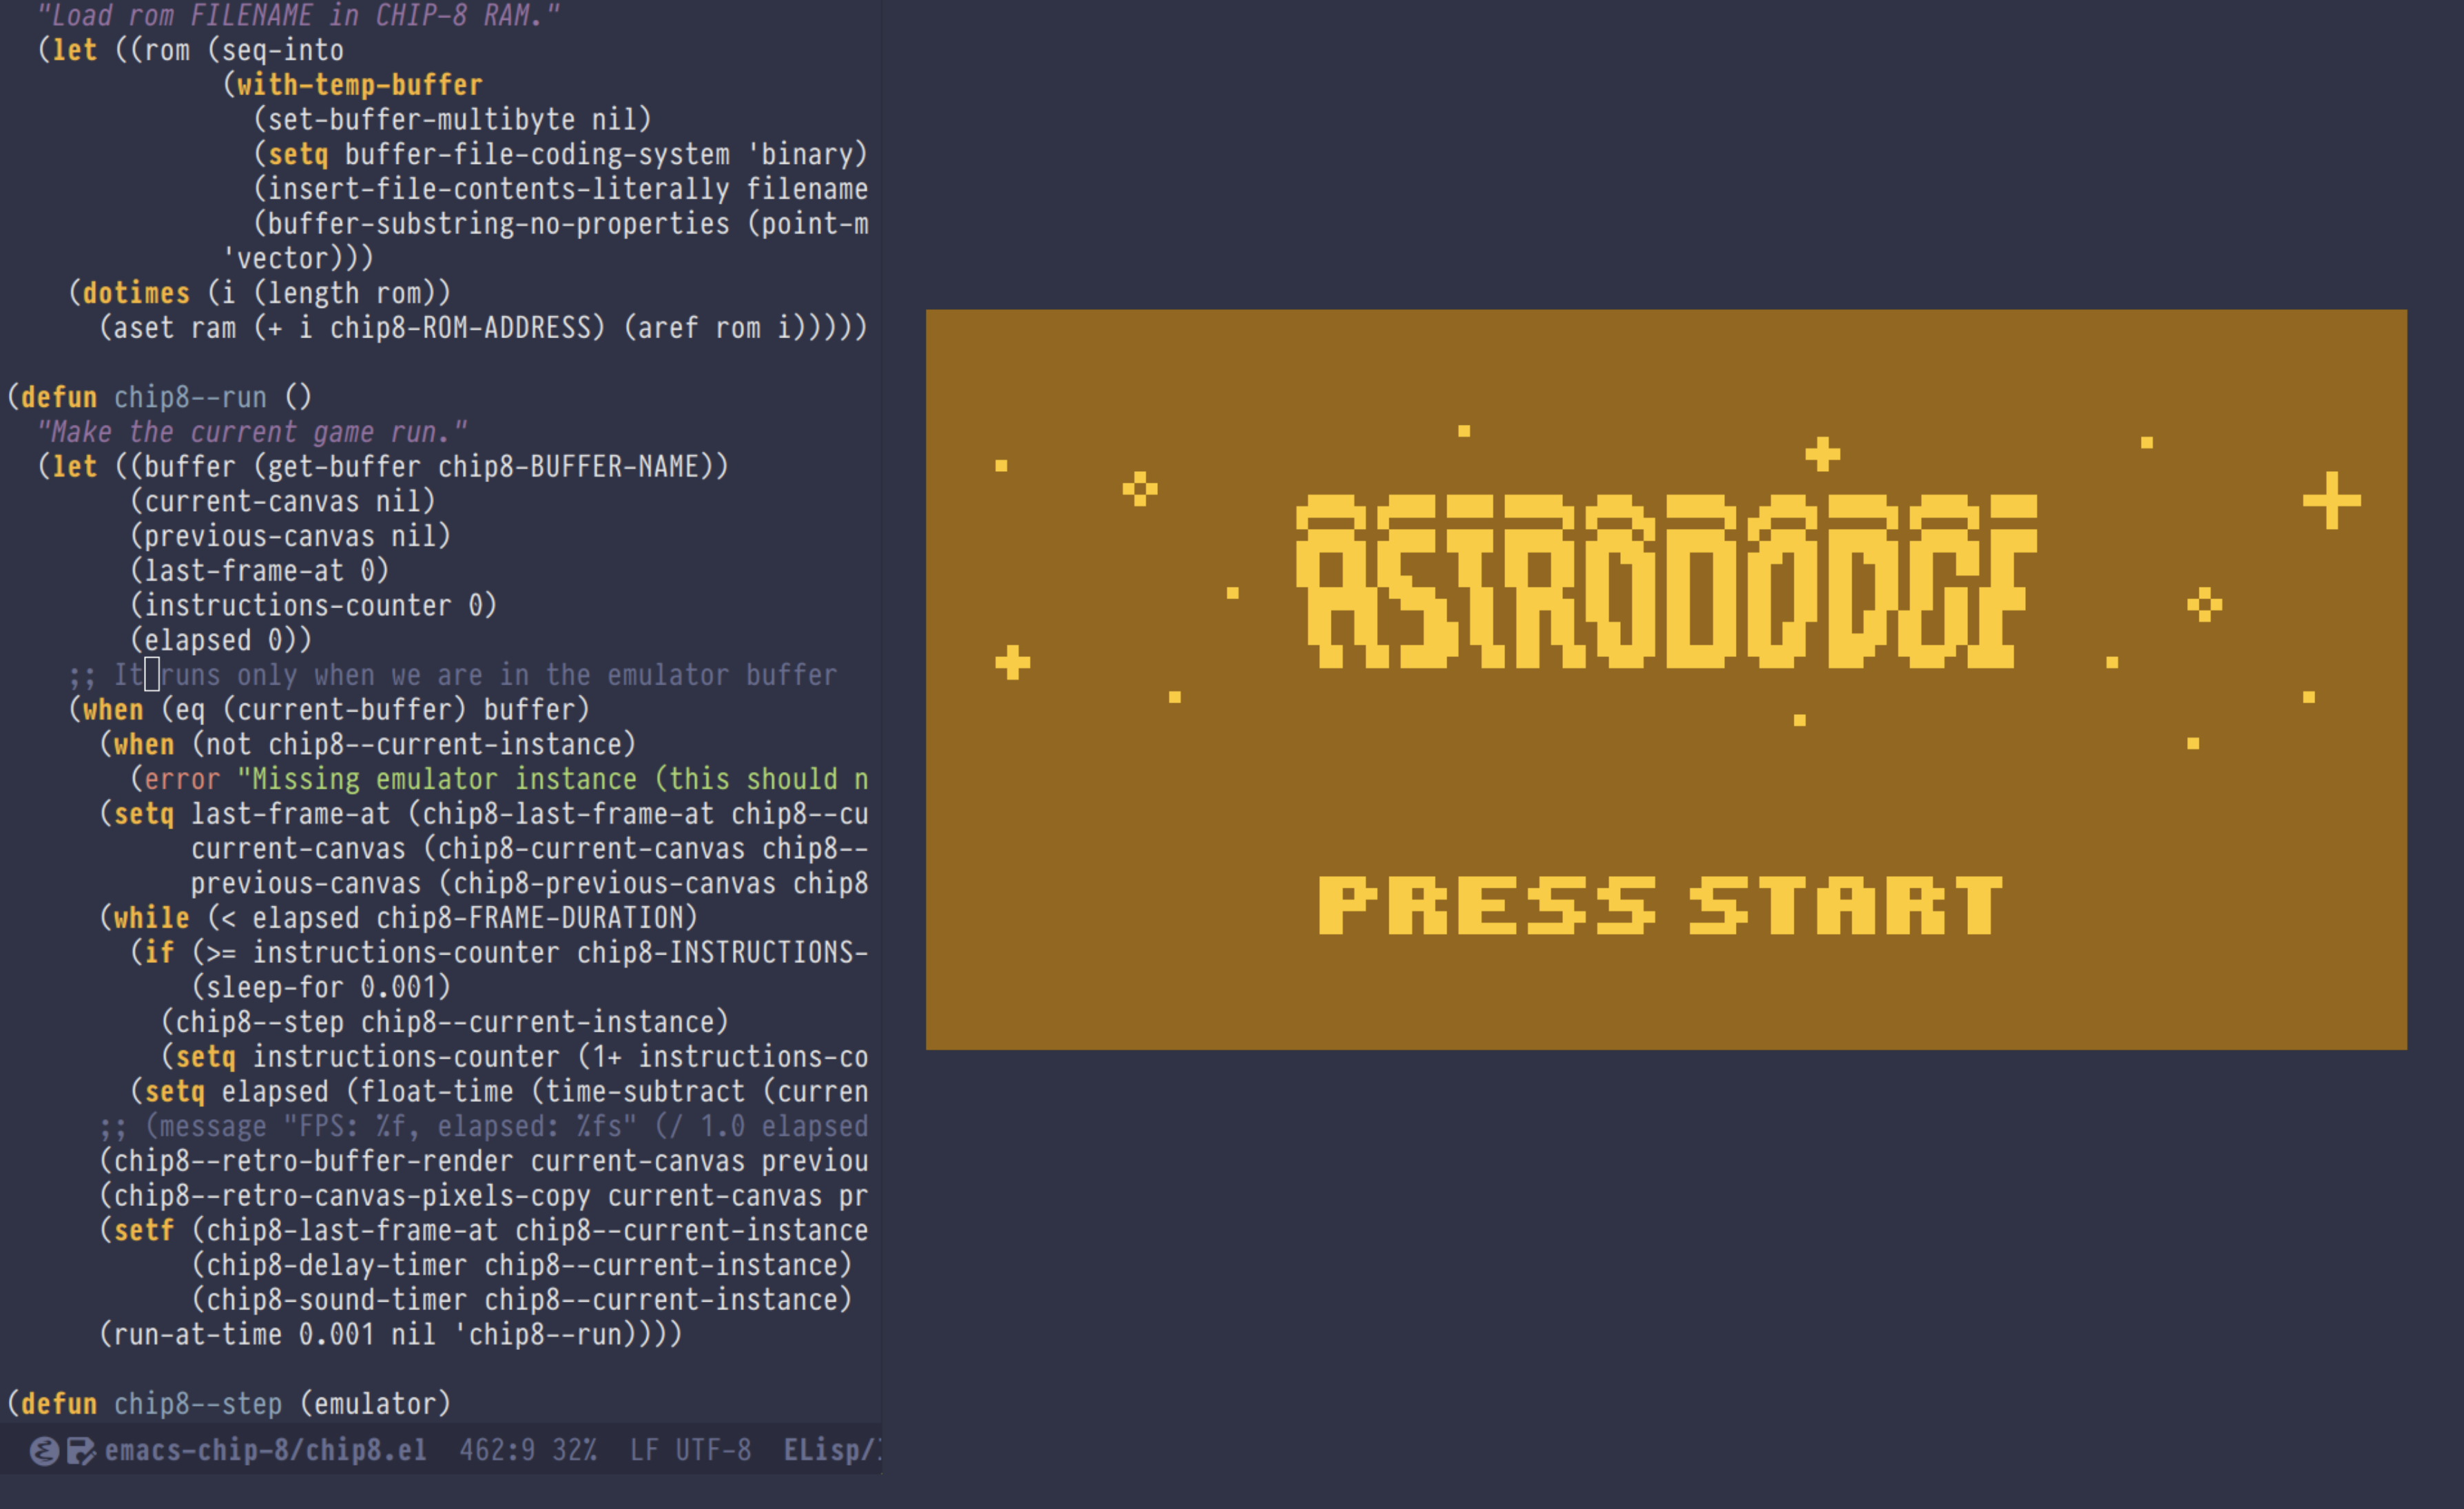 "Load rom FILENAME in CHIP-8 RAM."
(let ((rom (seq-into
(with-temp-buffer
(set-buffer-multibyte nil)
(setq buffer-file-coding-system 'binary)
(insert-file-contents-literally filename
(buffer-substring-no-properties (point-m
'vector)))
(dotimes (i (length rom))
(aset ram (+ i chip8-ROM-ADDRESS) (aref rom i)))))
(defun chip8--run ()
"Make the current game run."
(let ((buffer (get-buffer chip8-BUFFER-NAME))
(current-canvas nil)
(previous-canvas nil)
(last-frame-at 0)
(instructions-counter 0)
(elapsed 0))
;; It runs only when we are in the emulator buffer
(when (eq (current-buffer) buffer)
(when (not chip8--current-instance)
(error "Missing emulator instance (this should n
(setq last-frame-at (chip8-last-frame-at chip8--cu
current-canvas (chip8-current-canvas chip8--
previous-canvas (chip8-previous-canvas chip8
(while (< elapsed chip8-FRAME-DURATION)
(if (>= instructions-counter chip8-INSTRUCTIONS-
(sleep-for 0.001)
(chip8--step chip8--current-instance)
(setq instructions-counter (1+ instructions-co
(setq elapsed (float-time (time-subtract (curren
;; (message "FPS: %f, elapsed: %fs" (/ 1.0 elapsed
(chip8--retro-buffer-render current-canvas previou
(chip8--retro-canvas-pixels-copy current-canvas pr
(setf (chip8-last-frame-at chip8--current-instance
(chip8-delay-timer chip8--current-instance)
(chip8-sound-timer chip8--current-instance)
(run-at-time 0.001 nil 'chip8--run))))
(defun chip8--step (emulator)
emacs-chip-8/chip8.el 462:9 32% LF UTF-8 ELisp/
ASTRODODGE
PRESS START